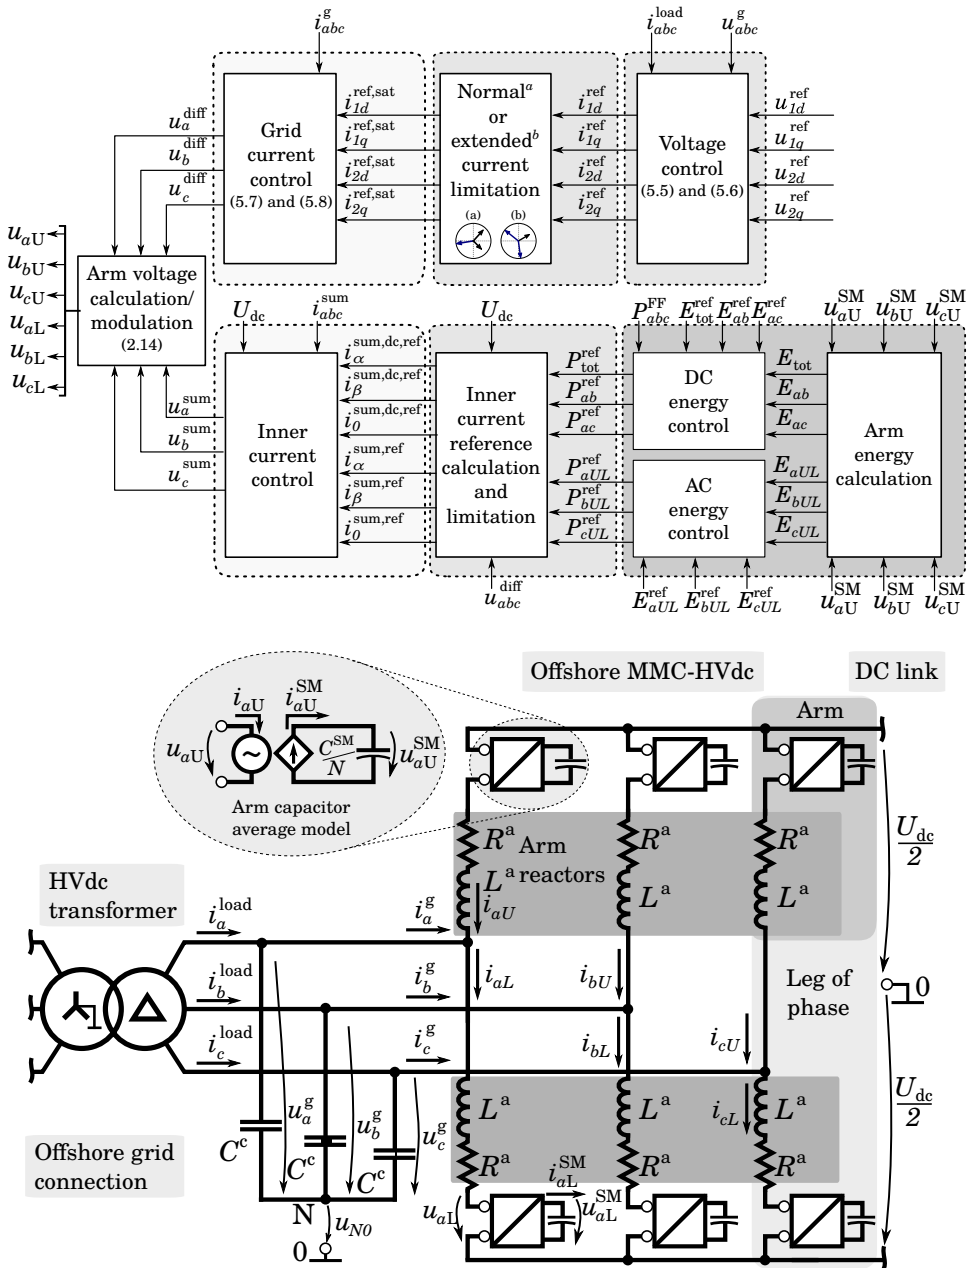 i_abc^g
i_abc^load
u_abc^g
u_a^diff
u_b^diff
u_c^diff
Grid
current
control
(5.7) and (5.8)
i_1d^ref,sat
i_1q^ref,sat
i_2d^ref,sat
i_2q^ref,sat
Normal^a
or
extended^b
current
limitation
(a)
(b)
i_1d^ref
i_1q^ref
i_2d^ref
i_2q^ref
Voltage
control
(5.5) and (5.6)
u_1d^ref
u_1q^ref
u_2d^ref
u_2q^ref
u_aU
u_bU
u_cU
u_aL
u_bL
u_cL
Arm voltage
calculation/
modulation
(2.14)
u_a^sum
u_b^sum
u_c^sum
U_dc
i_abc^sum
Inner
current
control
i_α^sum,dc,ref
i_β^sum,dc,ref
i_0^sum,dc,ref
i_α^sum,ref
i_β^sum,ref
i_0^sum,ref
U_dc
Inner
current
reference
calculation
and
limitation
u_abc^diff
P_tot^ref
P_ab^ref
P_ac^ref
P_aUL^ref
P_bUL^ref
P_cUL^ref
P_abc^FF
E_tot^ref
E_ab^ref
E_ac^ref
DC
energy
control
AC
energy
control
E_aUL^ref
E_bUL^ref
E_cUL^ref
E_tot
E_ab
E_ac
E_aUL
E_bUL
E_cUL
u_aU^SM
u_bU^SM
u_cU^SM
Arm
energy
calculation
u_aU^SM
u_bU^SM
u_cU^SM
Offshore MMC-HVdc
DC link
Arm
i_aU
i_aU^SM
u_aU
~
C^SM/N
u_aU^SM
Arm capacitor
average model
R^a
R^a
R^a
Arm
reactors
L^a
L^a
L^a
U_dc/2
HVdc
transformer
i_a^load
i_a^g
i_aU
i_aL
i_b^load
i_b^g
i_bU
Leg of
phase
0
i_c^load
i_c^g
i_bL
i_cU
u_a^g
u_b^g
u_c^g
L^a
L^a
i_cL
L^a
U_dc/2
C^c
C^c
C^c
Offshore grid
connection
R^a
R^a
R^a
i_aL^SM
u_aL
u_aL^SM
N
u_N0
0